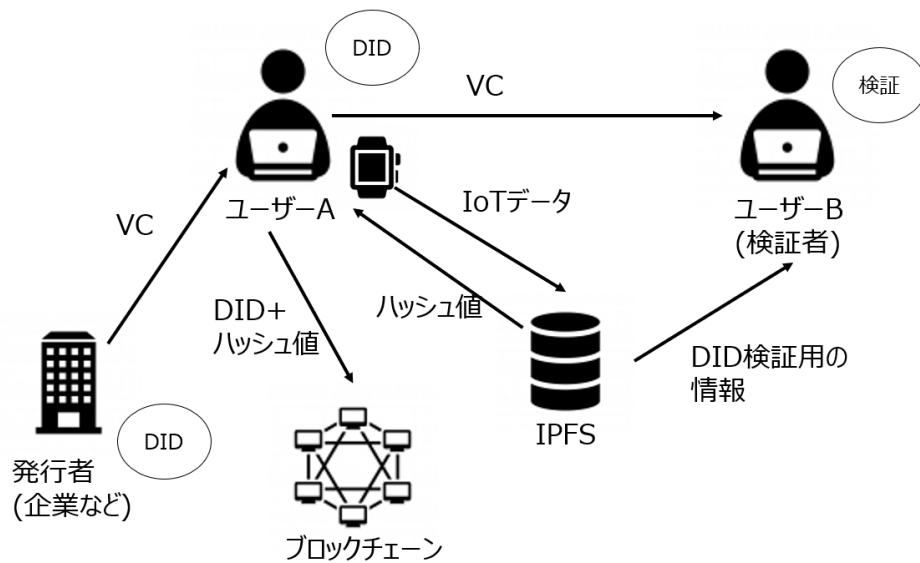 DID
検証
VC
ユーザーA
IoTデータ
ユーザーB
(検証者)
VC
DID+
ハッシュ値
ハッシュ値
DID検証用の
情報
IPFS
DID
発行者
(企業など)
ブロックチェーン